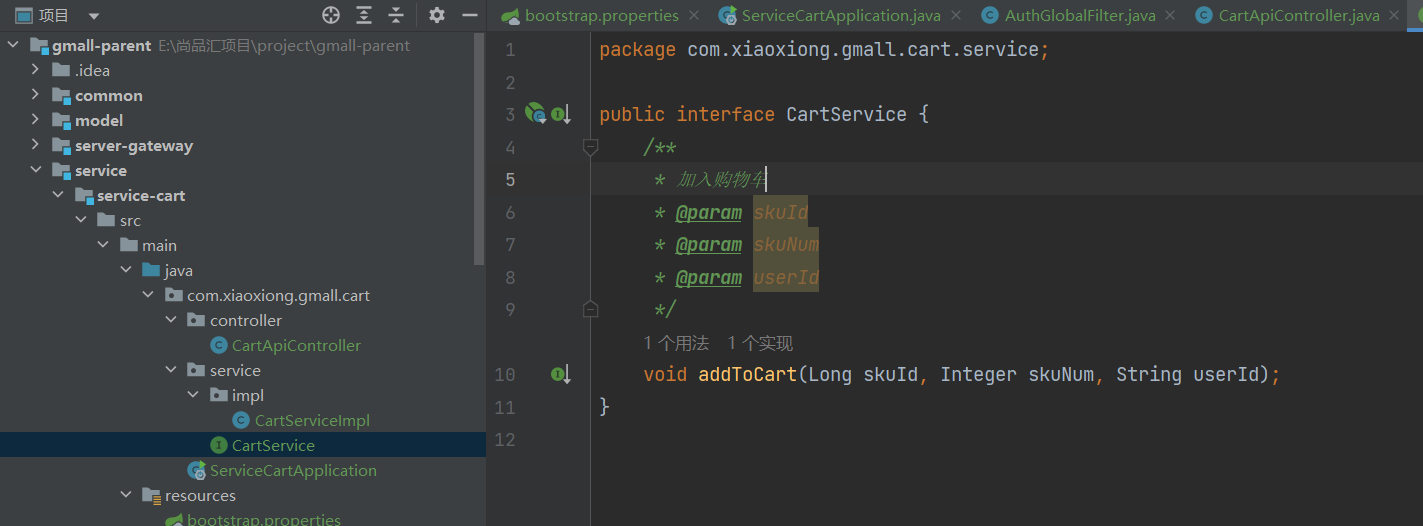 项目
bootstrap.properties
ServiceCartApplication.java
AuthGlobalFilter.java
CartApiController.java
gmall-parent E:\尚品汇项目\project\gmall-parent
.idea
common
model
server-gateway
service
service-cart
src
main
java
com.xiaoxiong.gmall.cart
controller
CartApiController
service
impl
CartServiceImpl
CartService
ServiceCartApplication
resources
bootstrap.properties
1 package com.xiaoxiong.gmall.cart.service;
2
3 public interface CartService {
4 /**
5 * 加入购物车
6 * @param skuId
7 * @param skuNum
8 * @param userId
9 */
1 个用法 1 个实现
10 void addToCart(Long skuId, Integer skuNum, String userId);
11 }
12